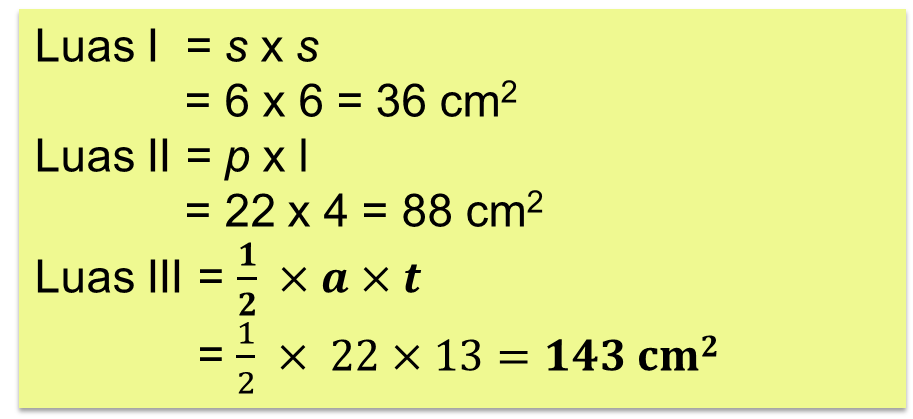 Luas I = s x s
= 6 x 6 = 36 cm²
Luas II = p x l
= 22 x 4 = 88 cm²
Luas III = 1/2 × a × t
= 1/2 × 22 × 13 = 143 cm²